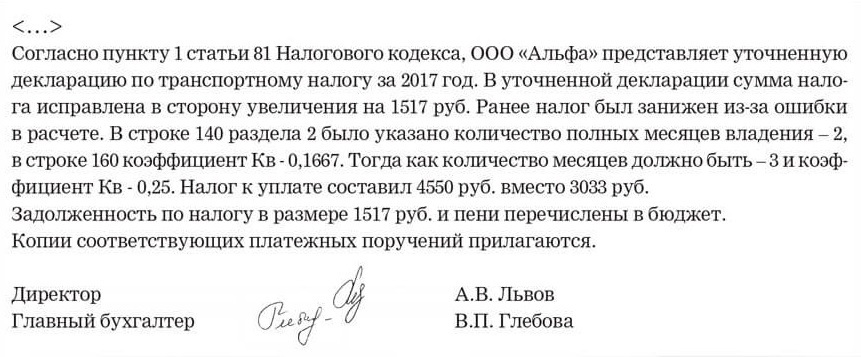 <...>
Согласно пункту 1 статьи 81 Налогового кодекса, ООО «Альфа» представляет уточненную
декларацию по транспортному налогу за 2017 год. В уточненной декларации сумма нало-
га исправлена в сторону увеличения на 1517 руб. Ранее налог был занижен из-за ошибки
в расчете. В строке 140 раздела 2 было указано количество полных месяцев владения – 2,
в строке 160 коэффициент Кв - 0,1667. Тогда как количество месяцев должно быть – 3 и коэф-
фициент Кв - 0,25. Налог к уплате составил 4550 руб. вместо 3033 руб.
Задолженность по налогу в размере 1517 руб. и пени перечислены в бюджет.
Копии соответствующих платежных поручений прилагаются.
Директор А.В. Львов
Главный бухгалтер В.П. Глебова